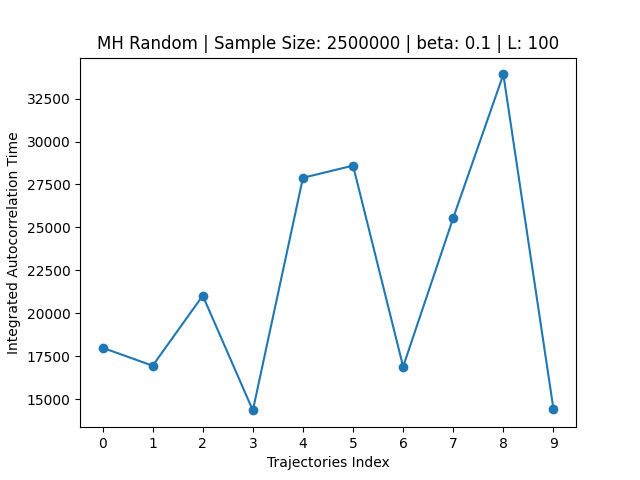 MH Random | Sample Size: 2500000 | beta: 0.1 | L: 100
Integrated Autocorrelation Time
32500
30000
27500
25000
22500
20000
17500
15000
0 1 2 3 4 5 6 7 8 9
Trajectories Index